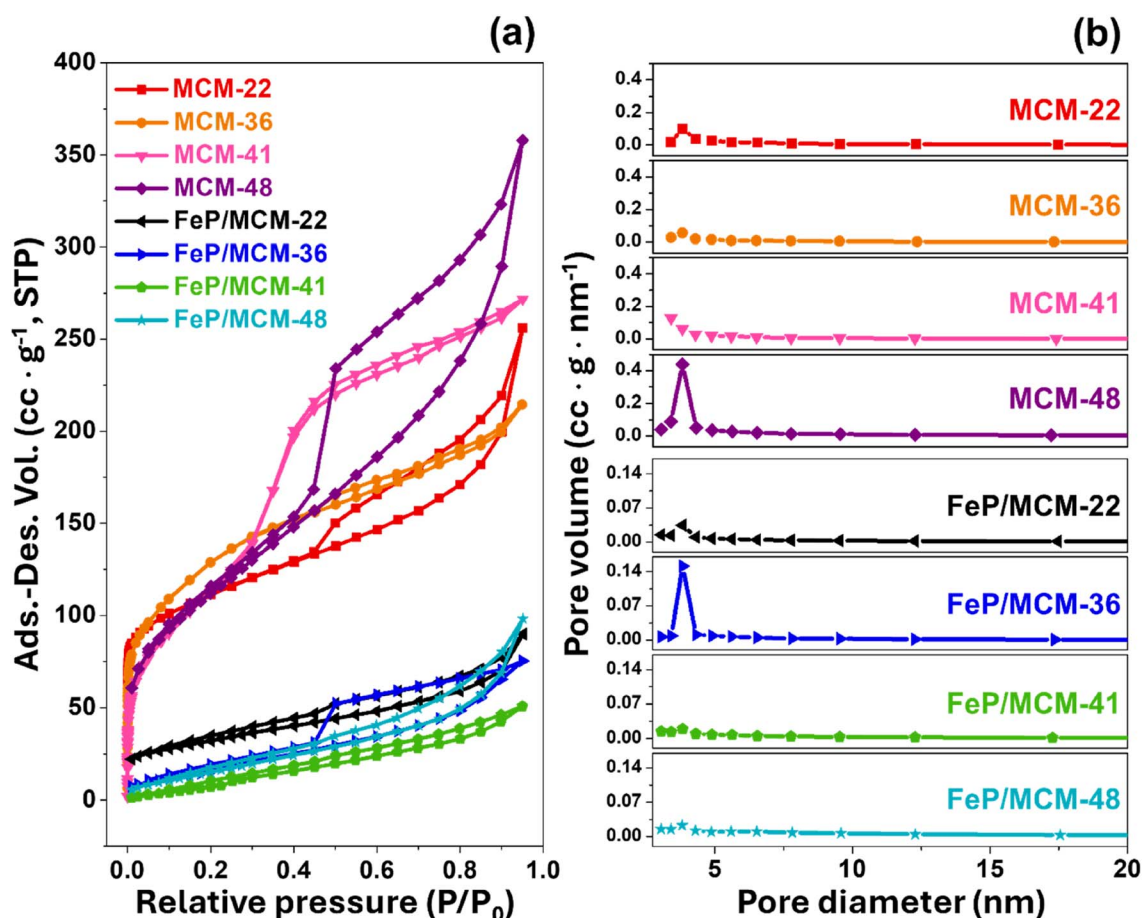 (a)
Ads.-Des. Vol. (cc · g⁻¹, STP)
400
350
300
250
200
150
100
50
0
MCM-22
MCM-36
MCM-41
MCM-48
FeP/MCM-22
FeP/MCM-36
FeP/MCM-41
FeP/MCM-48
0.0 0.2 0.4 0.6 0.8 1.0
Relative pressure (P/P₀)
(b)
Pore volume (cc · g · nm⁻¹)
0.4
0.2
0.0
MCM-22
0.4
0.2
0.0
MCM-36
0.4
0.2
0.0
MCM-41
0.4
0.2
0.0
MCM-48
0.14
0.07
0.00
FeP/MCM-22
0.14
0.07
0.00
FeP/MCM-36
0.14
0.07
0.00
FeP/MCM-41
0.14
0.07
0.00
FeP/MCM-48
5 10 15 20
Pore diameter (nm)